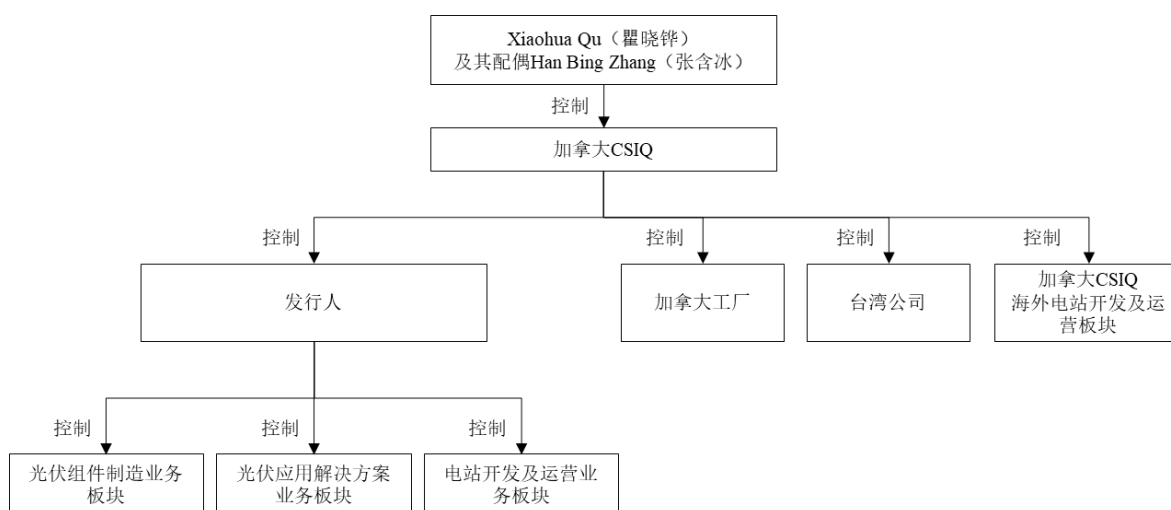 Xiaohua Qu（瞿晓铧）
及其配偶Han Bing Zhang（张含冰）
控制
加拿大CSIQ
控制
控制
控制
控制
发行人
加拿大工厂
台湾公司
加拿大CSIQ
海外电站开发及运
营板块
控制
控制
控制
光伏组件制造业务
板块
光伏应用解决方案
业务板块
电站开发及运营业
务板块